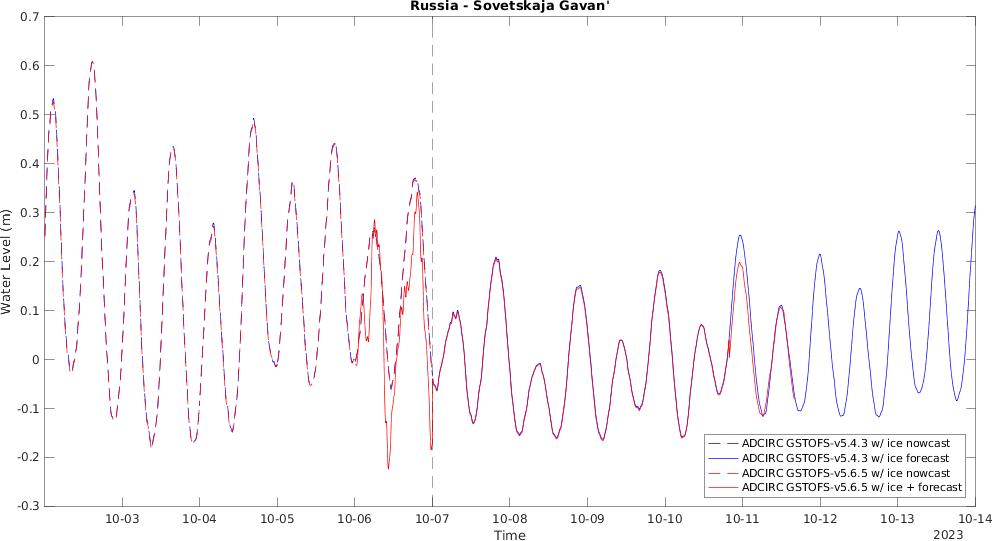 Russia - Sovetskaja Gavan'
0.7
0.6
0.5
0.4
0.3
0.2
0.1
0
-0.1
-0.2
-0.3
Water Level (m)
10-03 10-04 10-05 10-06 10-07 10-08 10-09 10-10 10-11 10-12 10-13 10-14
Time
2023
ADCIRC GSTOFS-v5.4.3 w/ ice nowcast
ADCIRC GSTOFS-v5.4.3 w/ ice forecast
ADCIRC GSTOFS-v5.6.5 w/ ice nowcast
ADCIRC GSTOFS-v5.6.5 w/ ice + forecast